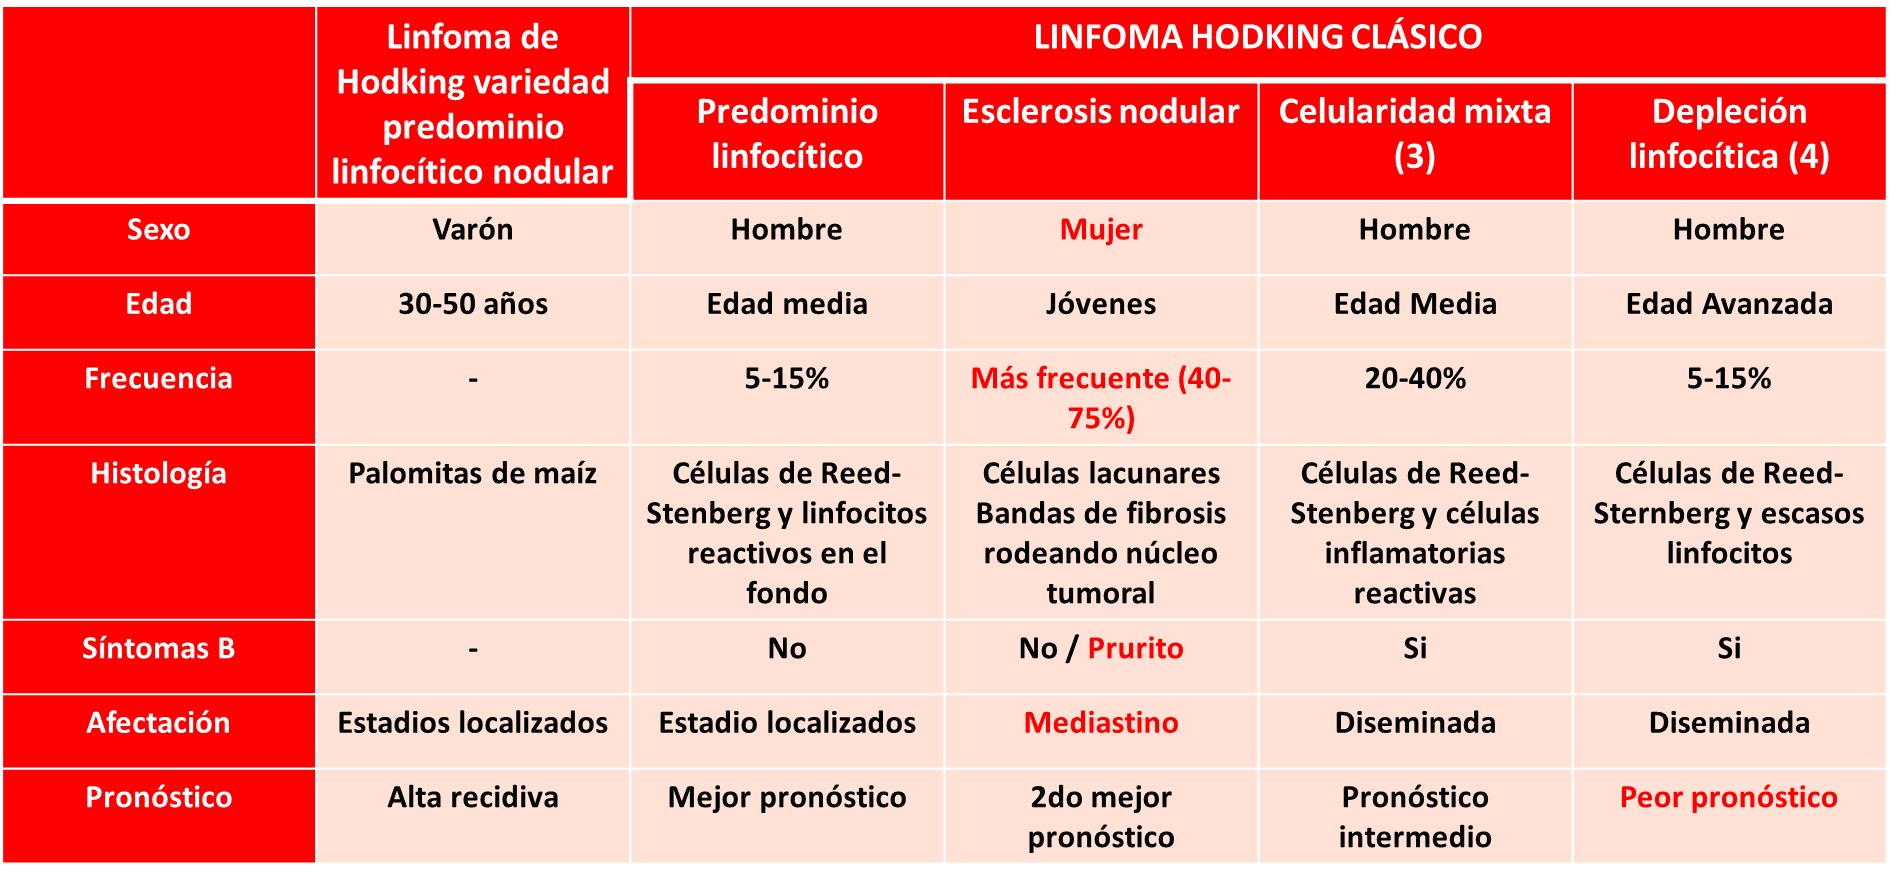 Linfoma de
Hodking variedad
predominio
linfocítico nodular
LINFOMA HODKING CLÁSICO
Predominio
linfocítico
Esclerosis nodular
Celularidad mixta
(3)
Depleción
linfocítica (4)
Sexo
Varón
Hombre
Mujer
Hombre
Hombre
Edad
30-50 años
Edad media
Jóvenes
Edad Media
Edad Avanzada
Frecuencia
-
5-15%
Más frecuente (40-
75%)
20-40%
5-15%
Histología
Palomitas de maíz
Células de Reed-
Stenberg y linfocitos
reactivos en el
fondo
Células lacunares
Bandas de fibrosis
rodeando núcleo
tumoral
Células de Reed-
Stenberg y células
inflamatorias
reactivas
Células de Reed-
Sternberg y escasos
linfocitos
Síntomas B
-
No
No / Prurito
Si
Si
Afectación
Estadios localizados
Estadio localizados
Mediastino
Diseminada
Diseminada
Pronóstico
Alta recidiva
Mejor pronóstico
2do mejor
pronóstico
Pronóstico
intermedio
Peor pronóstico